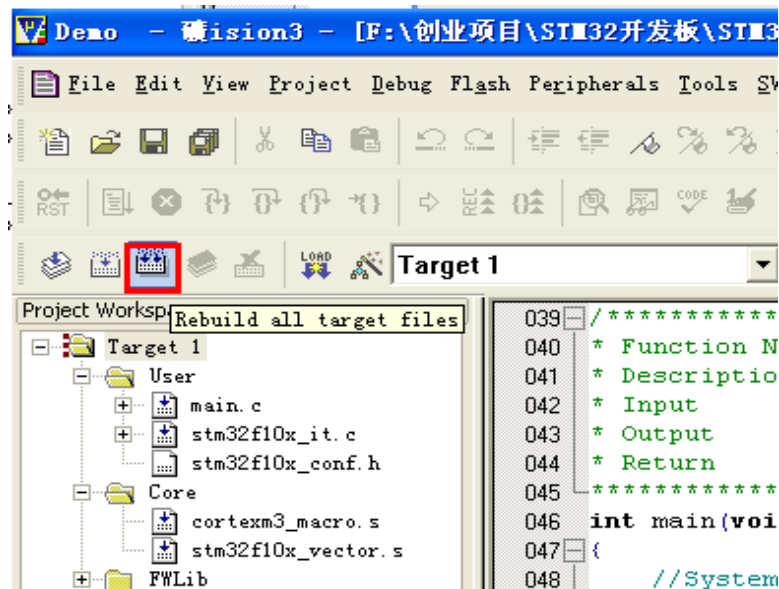 Demo - 礦ision3 - [F:\创业项目\STM32开发板\STM3
File Edit View Project Debug Flash Peripherals Tools SV
RST
REC
CODE
LOAD
Target 1
Project Worksp
Rebuild all target files
Target 1
User
main.c
stm32f10x_it.c
stm32f10x_conf.h
Core
cortexm3_macro.s
stm32f10x_vector.s
FWLib
039 /************
040 * Function N
041 * Descriptio
042 * Input
043 * Output
044 * Return
045 *************
046 int main(voi
047 {
048 //System